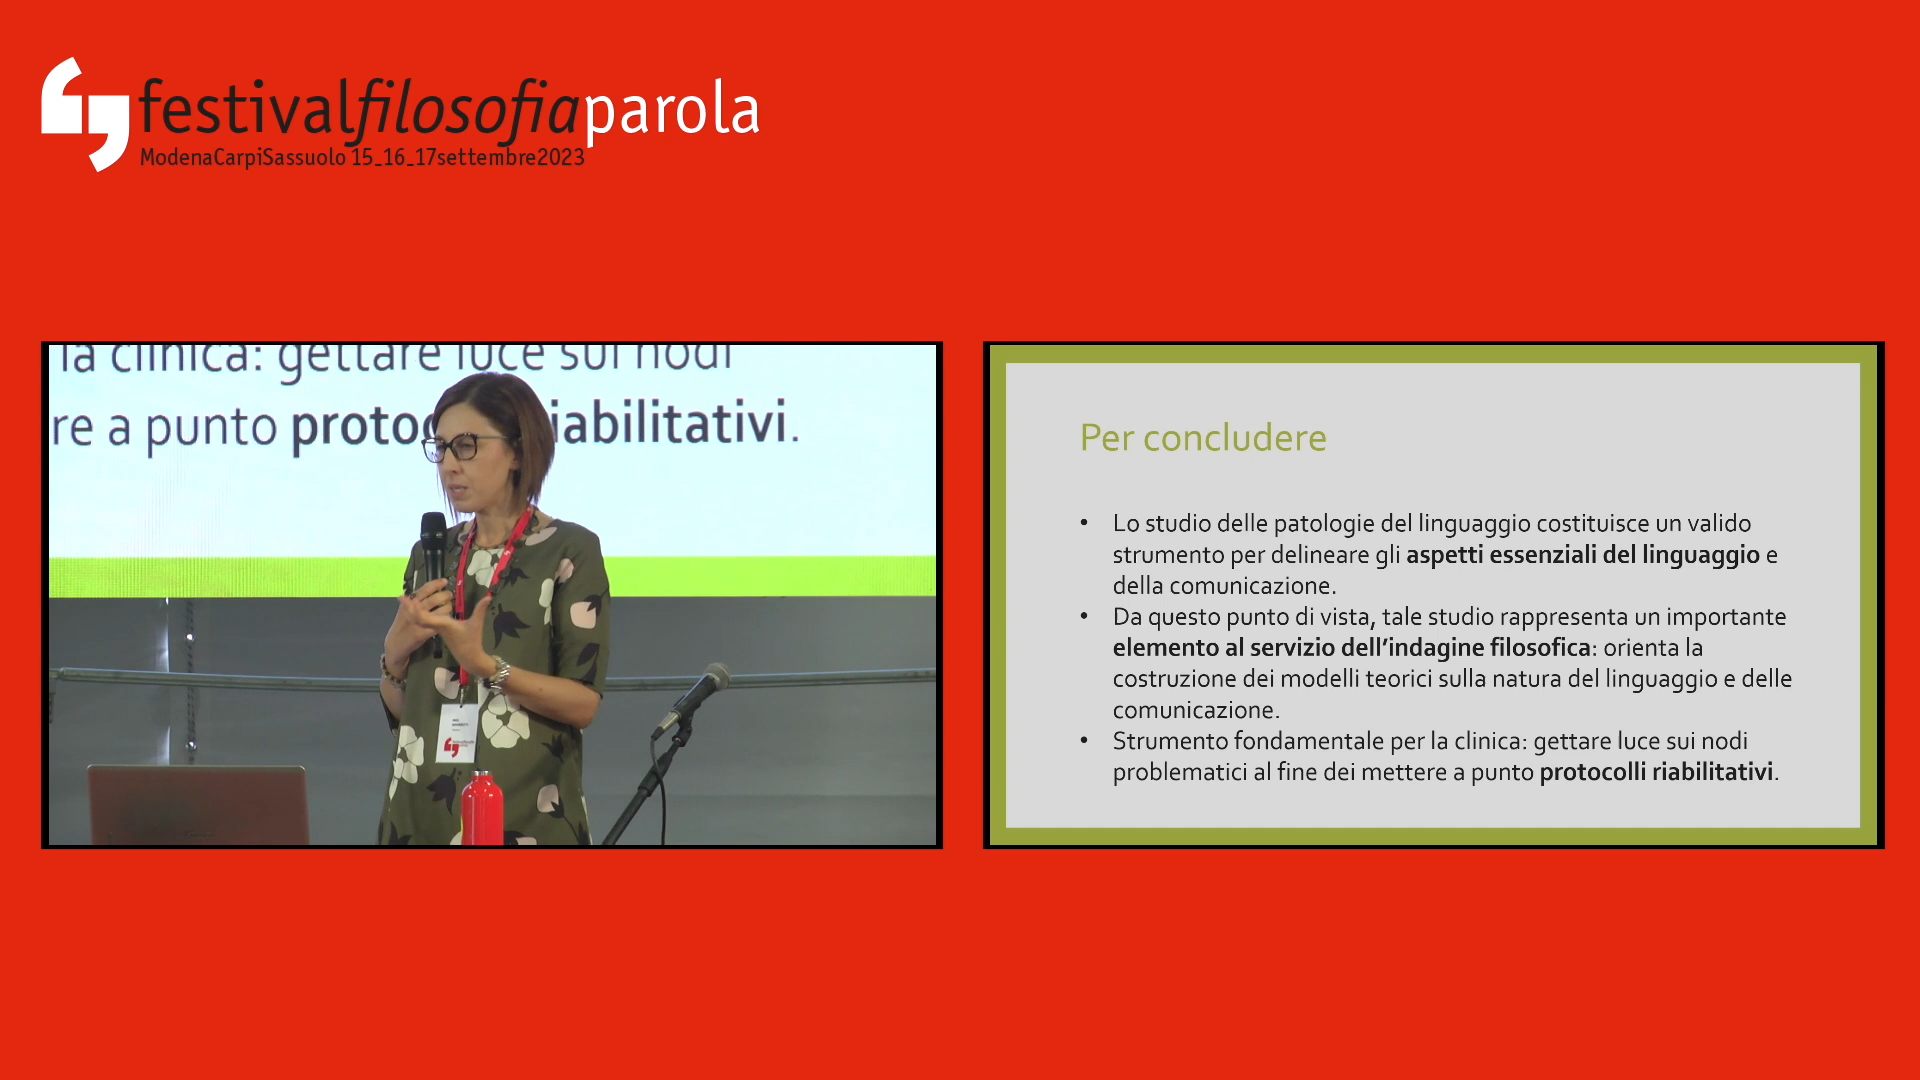 festivalfilosofiaparola
ModenaCarpiSassuolo 15_16_17settembre2023
la clinica: gettare luce sui nodi
re a punto protoc iabilitativi.
Per concludere
• Lo studio delle patologie del linguaggio costituisce un valido
strumento per delineare gli aspetti essenziali del linguaggio e
della comunicazione.
• Da questo punto di vista, tale studio rappresenta un importante
elemento al servizio dell’indagine filosofica: orienta la
costruzione dei modelli teorici sulla natura del linguaggio e delle
comunicazione.
• Strumento fondamentale per la clinica: gettare luce sui nodi
problematici al fine dei mettere a punto protocolli riabilitativi.